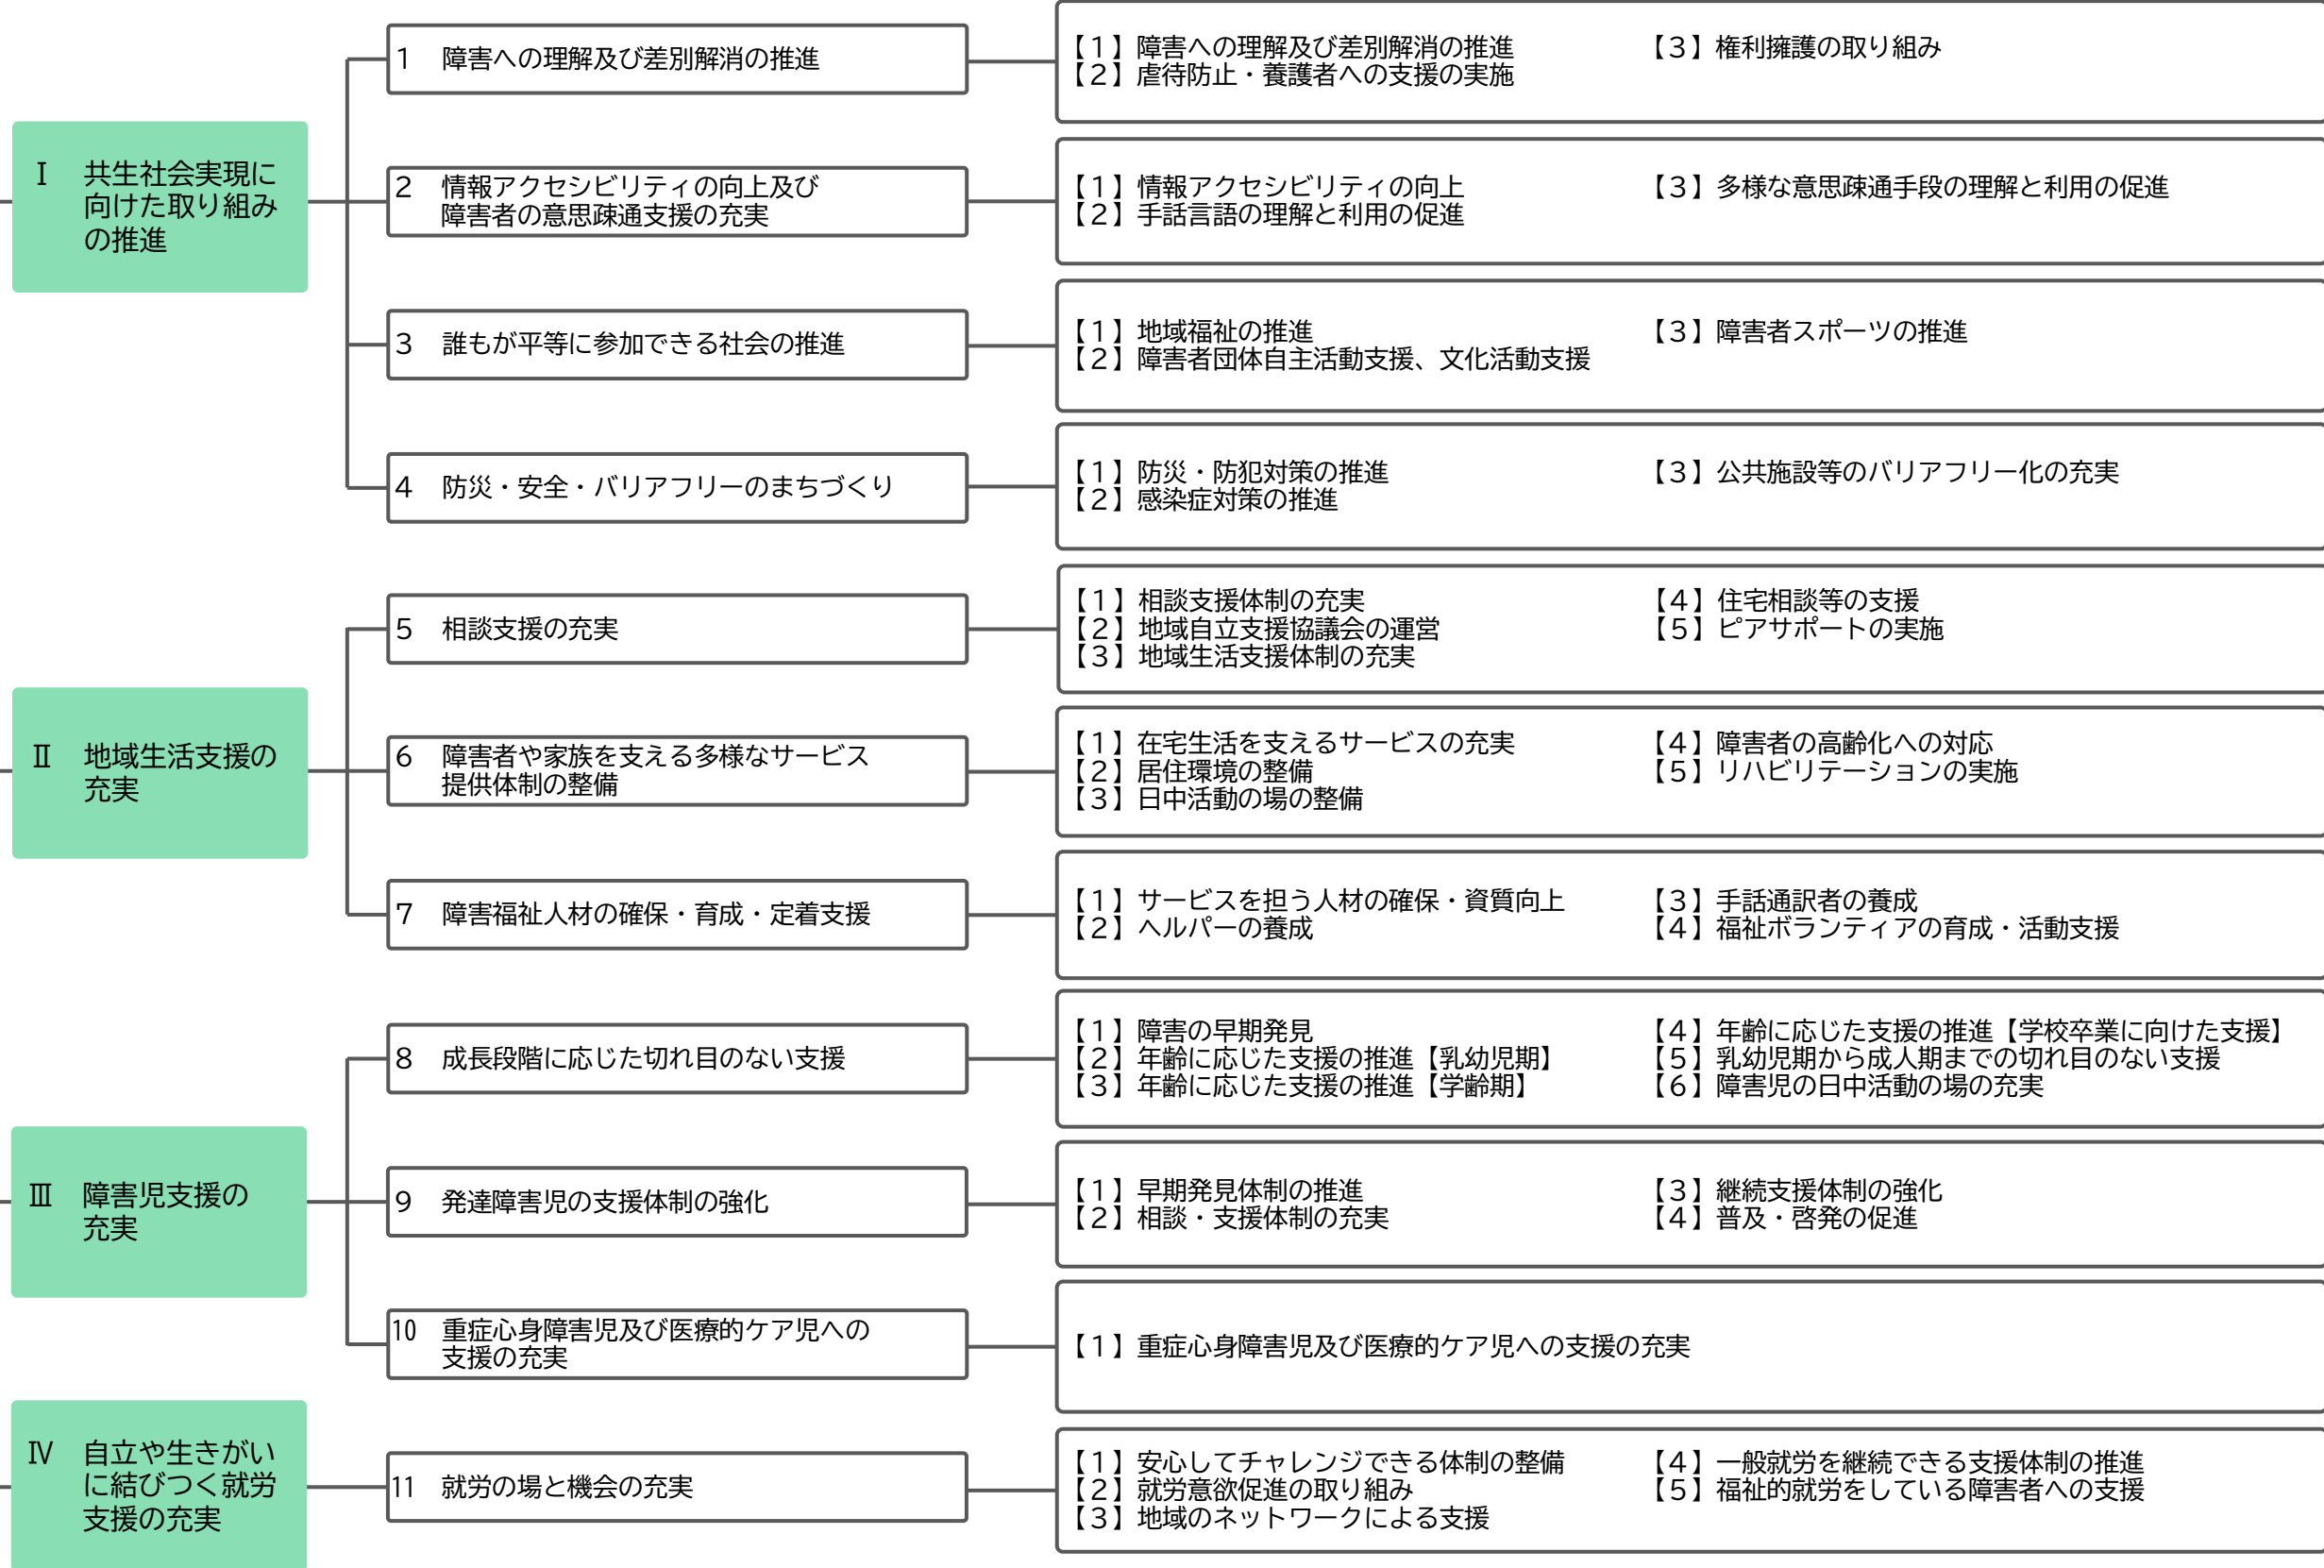 Ⅰ　共生社会実現に
向けた取り組み
の推進
1　障害への理解及び差別解消の推進
【１】障害への理解及び差別解消の推進
【２】虐待防止・養護者への支援の実施
【３】権利擁護の取り組み
2　情報アクセシビリティの向上及び
障害者の意思疎通支援の充実
【１】情報アクセシビリティの向上
【２】手話言語の理解と利用の促進
【３】多様な意思疎通手段の理解と利用の促進
3　誰もが平等に参加できる社会の推進
【１】地域福祉の推進
【２】障害者団体自主活動支援、文化活動支援
【３】障害者スポーツの推進
4　防災・安全・バリアフリーのまちづくり
【１】防災・防犯対策の推進
【２】感染症対策の推進
【３】公共施設等のバリアフリー化の充実
Ⅱ　地域生活支援の
充実
5　相談支援の充実
【１】相談支援体制の充実
【２】地域自立支援協議会の運営
【３】地域生活支援体制の充実
【４】住宅相談等の支援
【５】ピアサポートの実施
6　障害者や家族を支える多様なサービス
提供体制の整備
【１】在宅生活を支えるサービスの充実
【２】居住環境の整備
【３】日中活動の場の整備
【４】障害者の高齢化への対応
【５】リハビリテーションの実施
7　障害福祉人材の確保・育成・定着支援
【１】サービスを担う人材の確保・資質向上
【２】ヘルパーの養成
【３】手話通訳者の養成
【４】福祉ボランティアの育成・活動支援
Ⅲ　障害児支援の
充実
8　成長段階に応じた切れ目のない支援
【１】障害の早期発見
【２】年齢に応じた支援の推進【乳幼児期】
【３】年齢に応じた支援の推進【学齢期】
【４】年齢に応じた支援の推進【学校卒業に向けた支援】
【５】乳幼児期から成人期までの切れ目のない支援
【６】障害児の日中活動の場の充実
9　発達障害児の支援体制の強化
【１】早期発見体制の推進
【２】相談・支援体制の充実
【３】継続支援体制の強化
【４】普及・啓発の促進
10　重症心身障害児及び医療的ケア児への
支援の充実
【１】重症心身障害児及び医療的ケア児への支援の充実
Ⅳ　自立や生きがい
に結びつく就労
支援の充実
11　就労の場と機会の充実
【１】安心してチャレンジできる体制の整備
【２】就労意欲促進の取り組み
【３】地域のネットワークによる支援
【４】一般就労を継続できる支援体制の推進
【５】福祉的就労をしている障害者への支援